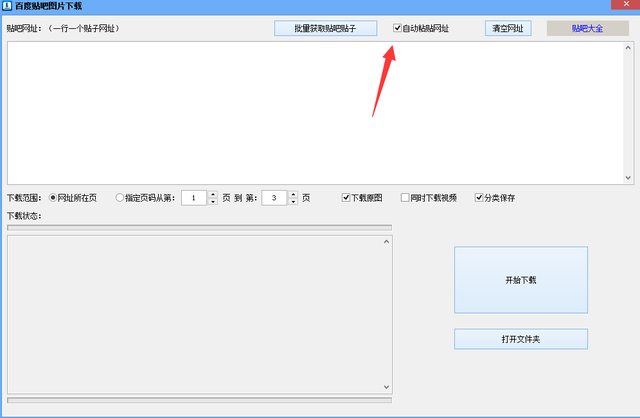 百度贴吧图片下载
贴吧网址：（一行一个贴子网址） 批量获取贴吧贴子 自动粘贴网址 清空网址 贴吧大全
下载范围： 网址所在页 指定页码从第： 1 页 到 第： 3 页 下载原图 同时下载视频 分类保存
下载状态：
开始下载
打开文件夹